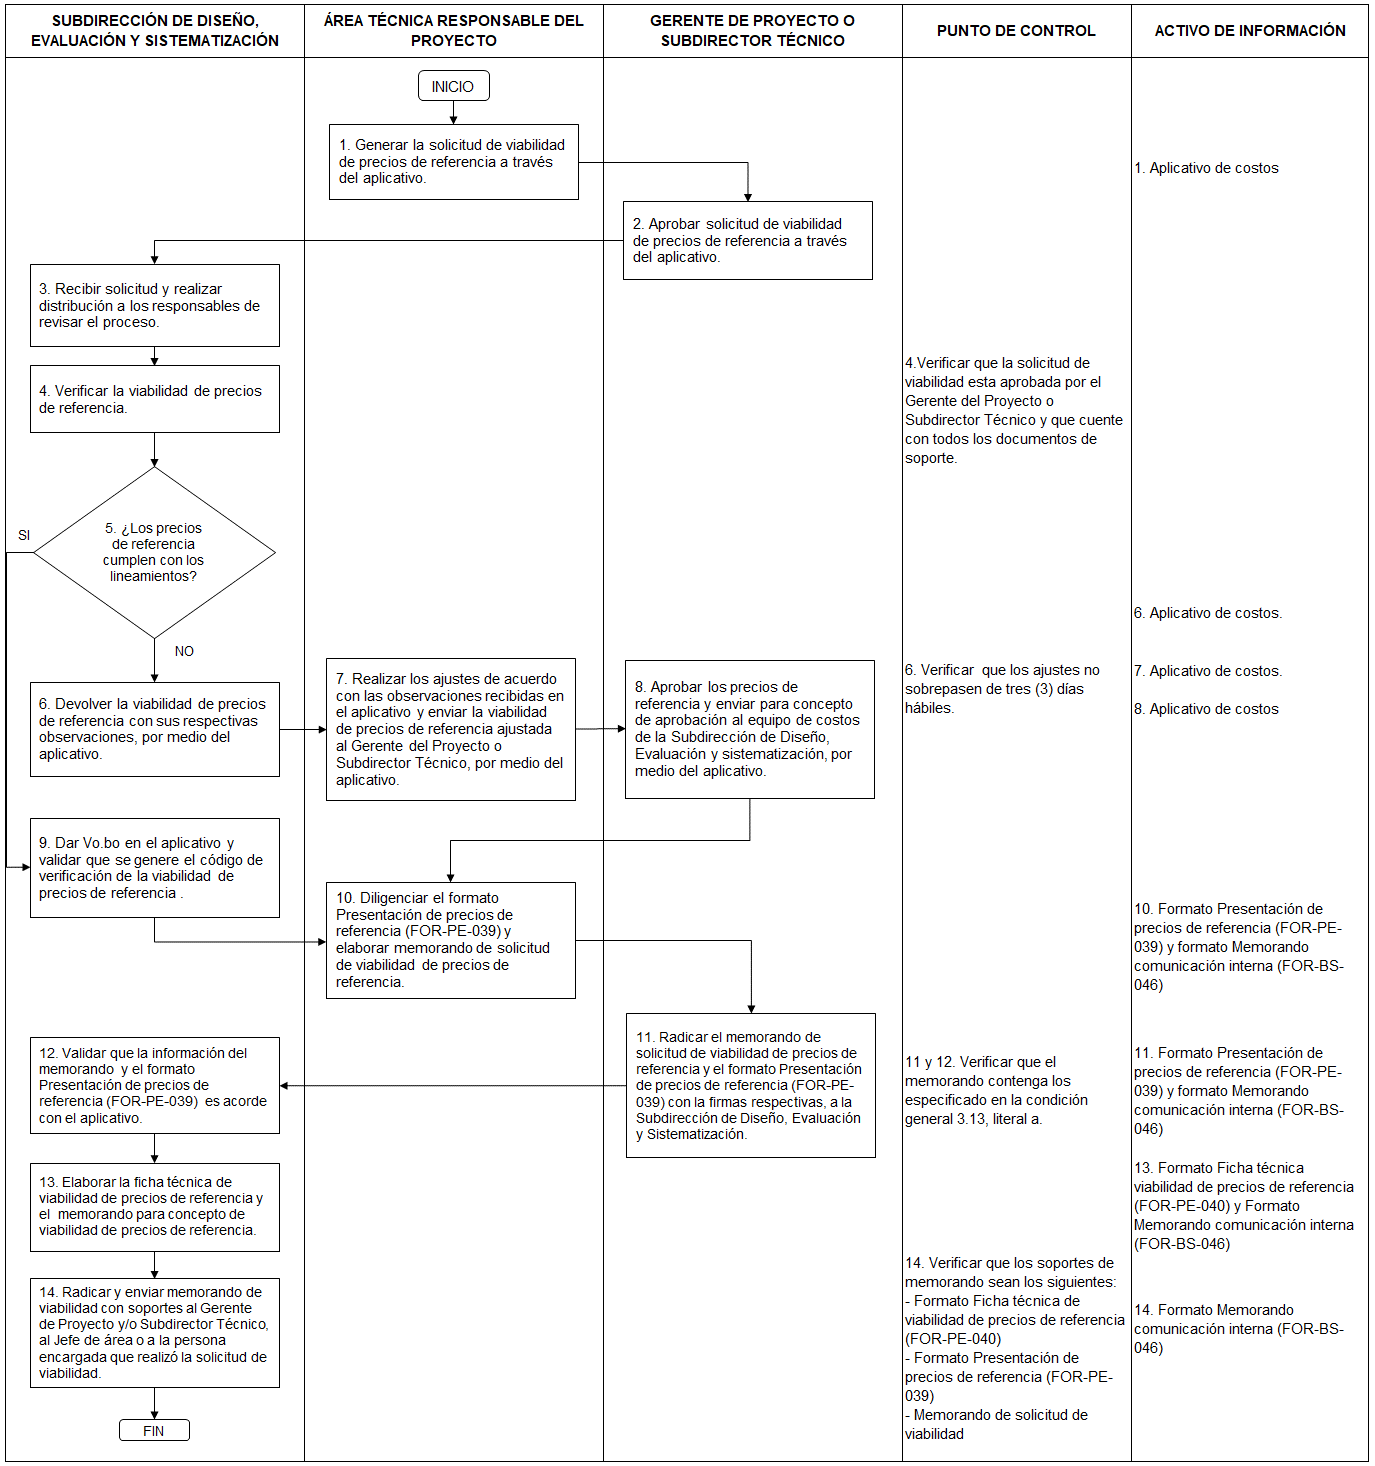 SUBDIRECCIÓN DE DISEÑO,
EVALUACIÓN Y SISTEMATIZACIÓN
ÁREA TÉCNICA RESPONSABLE DEL
PROYECTO
GERENTE DE PROYECTO O
SUBDIRECTOR TÉCNICO
PUNTO DE CONTROL
ACTIVO DE INFORMACIÓN
INICIO
1. Generar la solicitud de viabilidad
de precios de referencia a través
del aplicativo.
1. Aplicativo de costos
2. Aprobar solicitud de viabilidad
de precios de referencia a través
del aplicativo.
3. Recibir solicitud y realizar
distribución a los responsables de
revisar el proceso.
4. Verificar la viabilidad de precios
de referencia.
4.Verificar que la solicitud de
viabilidad esta aprobada por el
Gerente del Proyecto o
Subdirector Técnico y que cuente
con todos los documentos de
soporte.
SI
5. ¿Los precios
de referencia
cumplen con los
lineamientos?
NO
6. Aplicativo de costos.
6. Devolver la viabilidad de precios
de referencia con sus respectivas
observaciones, por medio del
aplicativo.
7. Realizar los ajustes de acuerdo
con las observaciones recibidas en
el aplicativo y enviar la viabilidad
de precios de referencia ajustada
al Gerente del Proyecto o
Subdirector Técnico, por medio del
aplicativo.
8. Aprobar los precios de
referencia y enviar para concepto
de aprobación al equipo de costos
de la Subdirección de Diseño,
Evaluación y sistematización, por
medio del aplicativo.
6. Verificar  que los ajustes no
sobrepasen de tres (3) días
hábiles.
7. Aplicativo de costos.
8. Aplicativo de costos
9. Dar Vo.bo en el aplicativo y
validar que se genere el código de
verificación de la viabilidad de
precios de referencia .
10. Diligenciar el formato
Presentación de precios de
referencia (FOR-PE-039) y
elaborar memorando de solicitud
de viabilidad  de precios de
referencia.
10. Formato Presentación de
precios de referencia (FOR-PE-
039) y formato Memorando
comunicación interna (FOR-BS-
046)
11. Radicar el memorando de
solicitud de viabilidad de precios de
referencia y el formato Presentación
de precios de referencia (FOR-PE-
039) con la firmas respectivas, a la
Subdirección de Diseño, Evaluación
y Sistematización.
12. Validar que la información del
memorando  y el formato
Presentación de precios de
referencia (FOR-PE-039)  es acorde
con el aplicativo.
11 y 12. Verificar que el
memorando contenga los
especificado en la condición
general 3.13, literal a.
11. Formato Presentación de
precios de referencia (FOR-PE-
039) y formato Memorando
comunicación interna (FOR-BS-
046)
13. Elaborar la ficha técnica de
viabilidad de precios de referencia y
el  memorando para concepto de
viabilidad de precios de referencia.
13. Formato Ficha técnica
viabilidad de precios de referencia
(FOR-PE-040) y Formato
Memorando comunicación interna
(FOR-BS-046)
14. Radicar y enviar memorando de
viabilidad con soportes al Gerente
de Proyecto y/o Subdirector Técnico,
al Jefe de área o a la persona
encargada que realizó la solicitud de
viabilidad.
14. Verificar que los soportes de
memorando sean los siguientes:
- Formato Ficha técnica de
viabilidad de precios de referencia
(FOR-PE-040)
- Formato Presentación de
precios de referencia (FOR-PE-
039)
- Memorando de solicitud de
viabilidad
14. Formato Memorando
comunicación interna (FOR-BS-
046)
FIN